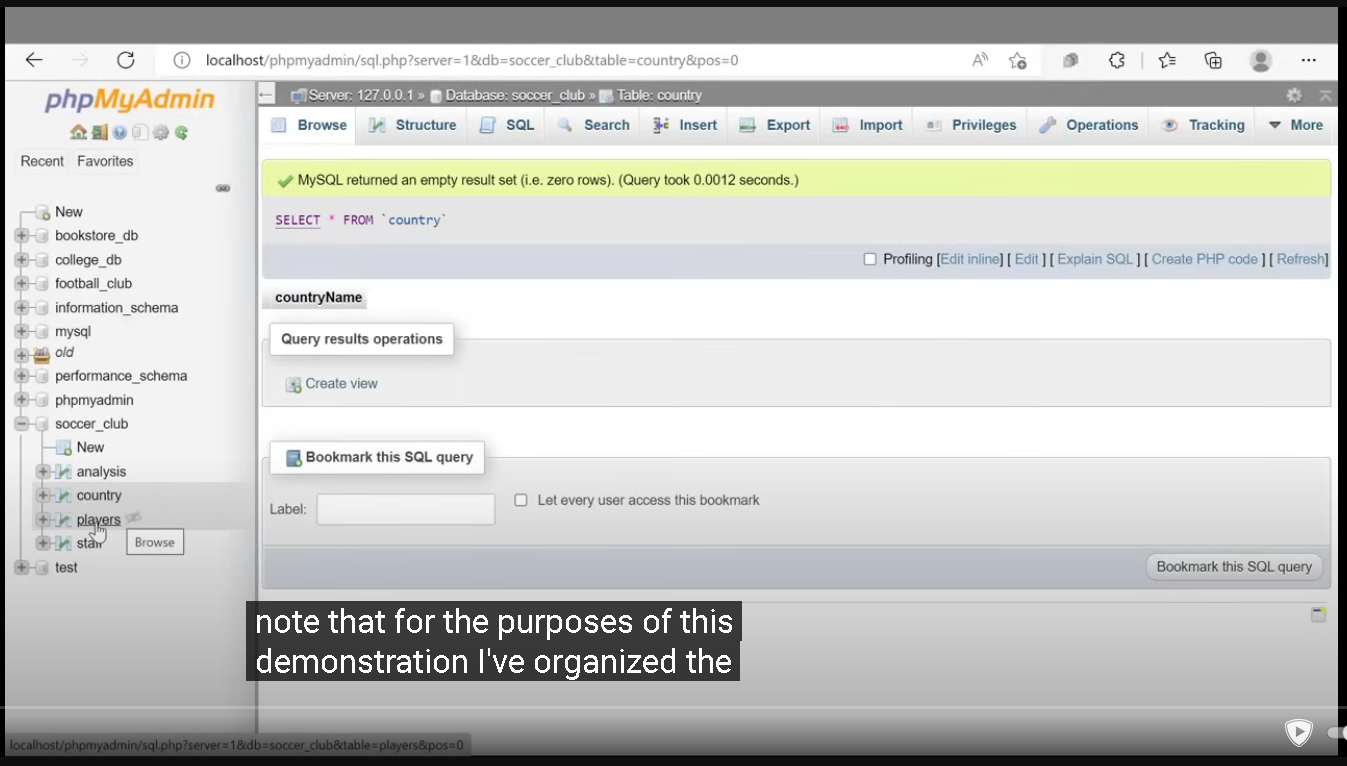 localhost/phpmyadmin/sql.php?server=1&db=soccer_club&table=country&pos=0
phpMyAdmin
Recent Favorites
New
bookstore_db
college_db
football_club
information_schema
mysql
old
performance_schema
phpmyadmin
soccer_club
New
analysis
country
players
staff
Browse
test
Server: 127.0.0.1 » Database: soccer_club » Table: country
Browse Structure SQL Search Insert Export Import Privileges Operations Tracking More
MySQL returned an empty result set (i.e. zero rows). (Query took 0.0012 seconds.)
SELECT * FROM `country`
Profiling [Edit inline] [ Edit ] [ Explain SQL ] [ Create PHP code ] [ Refresh]
countryName
Query results operations
Create view
Bookmark this SQL query
Label: Let every user access this bookmark
Bookmark this SQL query
note that for the purposes of this
demonstration I've organized the
localhost/phpmyadmin/sql.php?server=1&db=soccer_club&table=players&pos=0